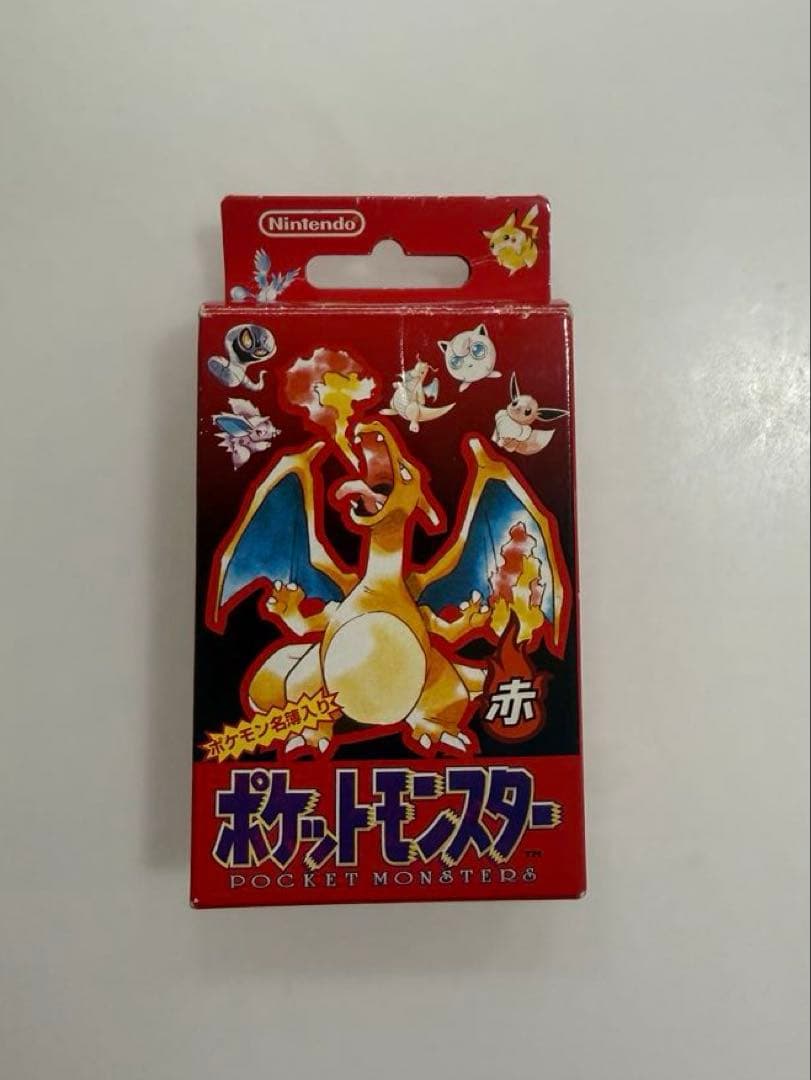 Nintendo
赤
ポケモン名簿入り
ポケットモンスター
TM
POCKET MONSTERS